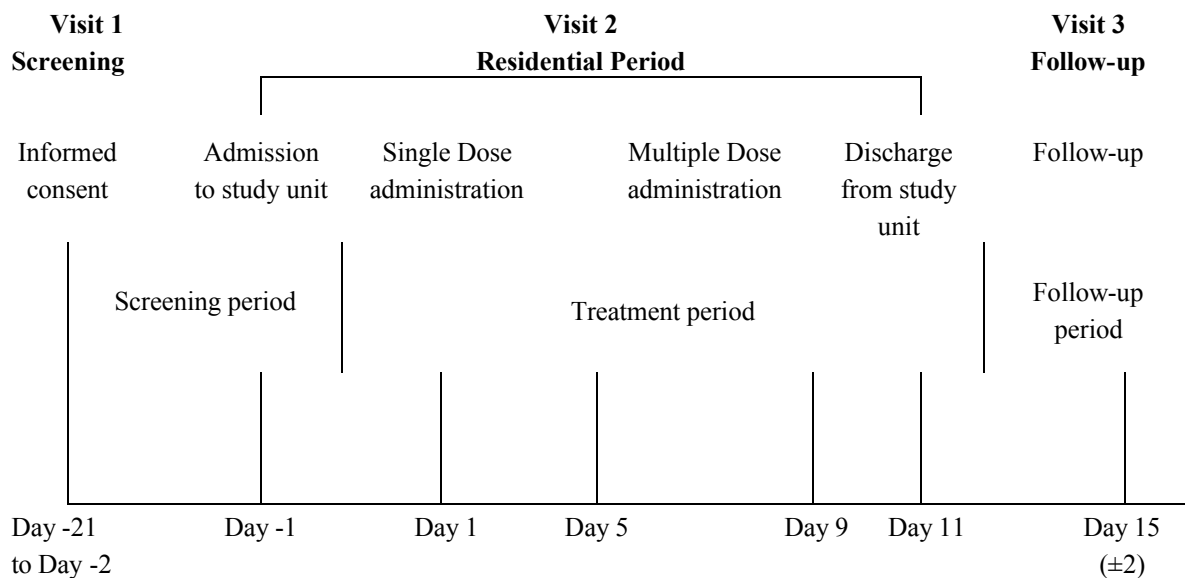 Visit 1
Screening
Visit 2
Residential Period
Visit 3
Follow-up
Informed
consent
Admission
to study unit
Single Dose
administration
Multiple Dose
administration
Discharge
from study
unit
Follow-up
Screening period
Treatment period
Follow-up
period
Day -21
to Day -2
Day -1
Day 1
Day 5
Day 9
Day 11
Day 15
(±2)